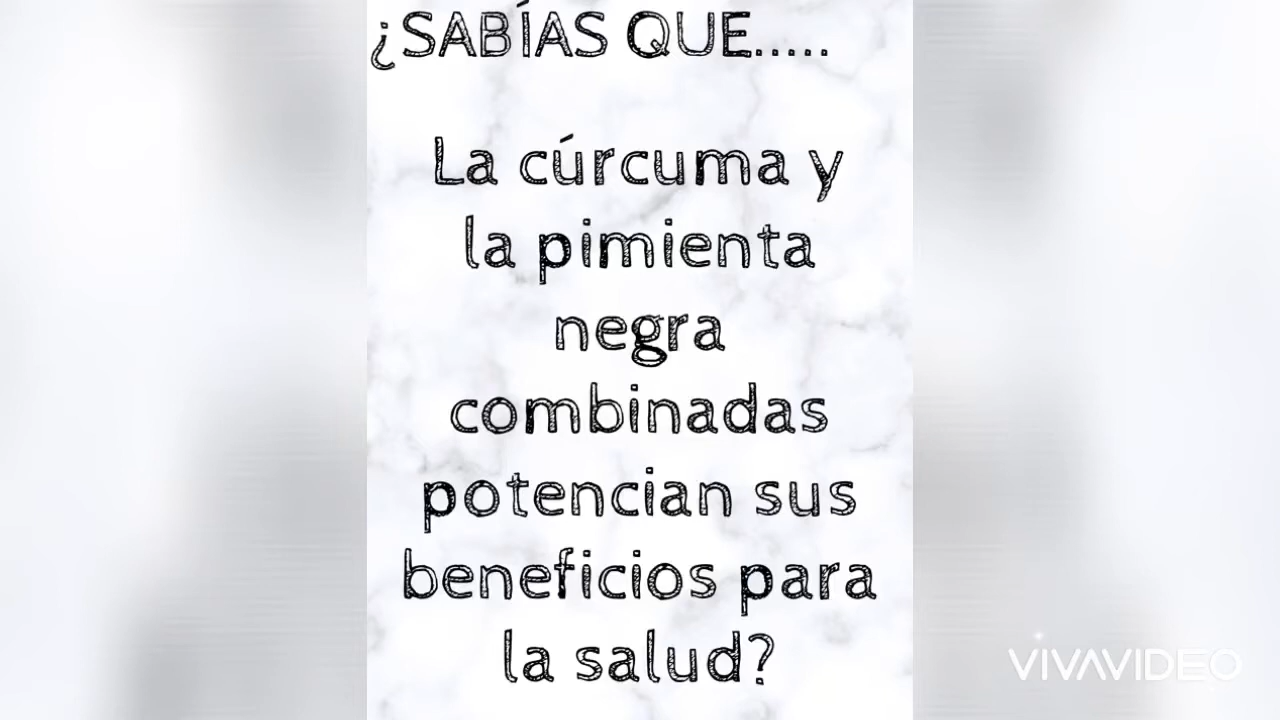 ¿SABÍAS QUE.....
La cúrcuma y
la pimienta
negra
combinadas
potencian sus
beneficios para
la salud?
VIVAVIDEO